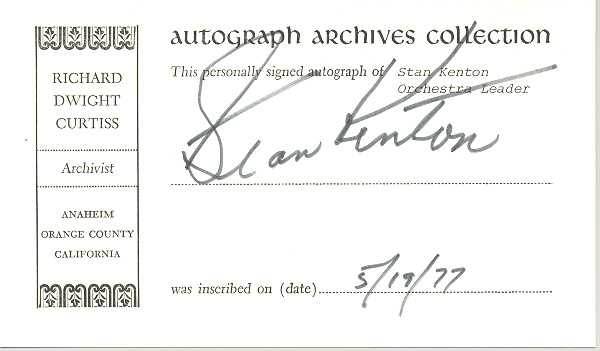 AUTOGRAPH ARCHIVES COLLECTION
This personally signed autograph of Stan Kenton
Orchestra Leader
Stan Kenton
was inscribed on (date) 5/19/77
RICHARD
DWIGHT
CURTISS
Archivist
ANAHEIM
ORANGE COUNTY
CALIFORNIA